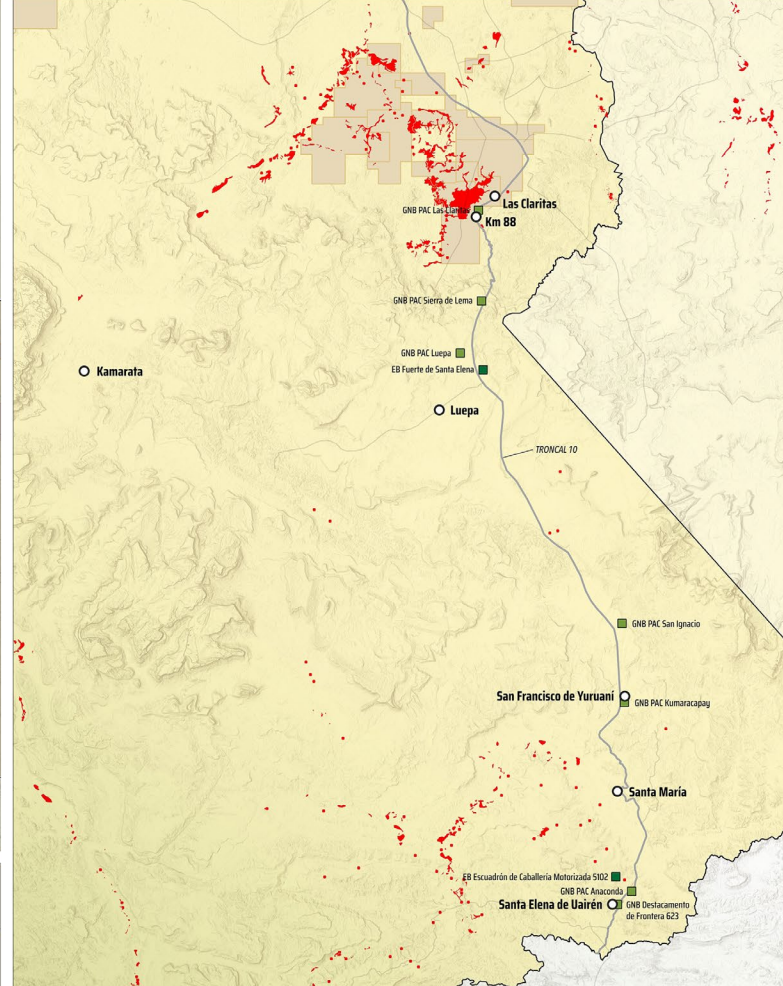 Las Claritas
GNB PAC Las Claritas
Km 88
GNB PAC Sierra de Lema
GNB PAC Luepa
EB Fuerte de Santa Elena
Kamarata
Luepa
TRONCAL 10
GNB PAC San Ignacio
San Francisco de Yuruaní
GNB PAC Kumaracapay
Santa María
EB Escuadrón de Caballería Motorizada 5102
GNB PAC Anaconda
Santa Elena de Uairén
GNB Destacamento
de Frontera 623